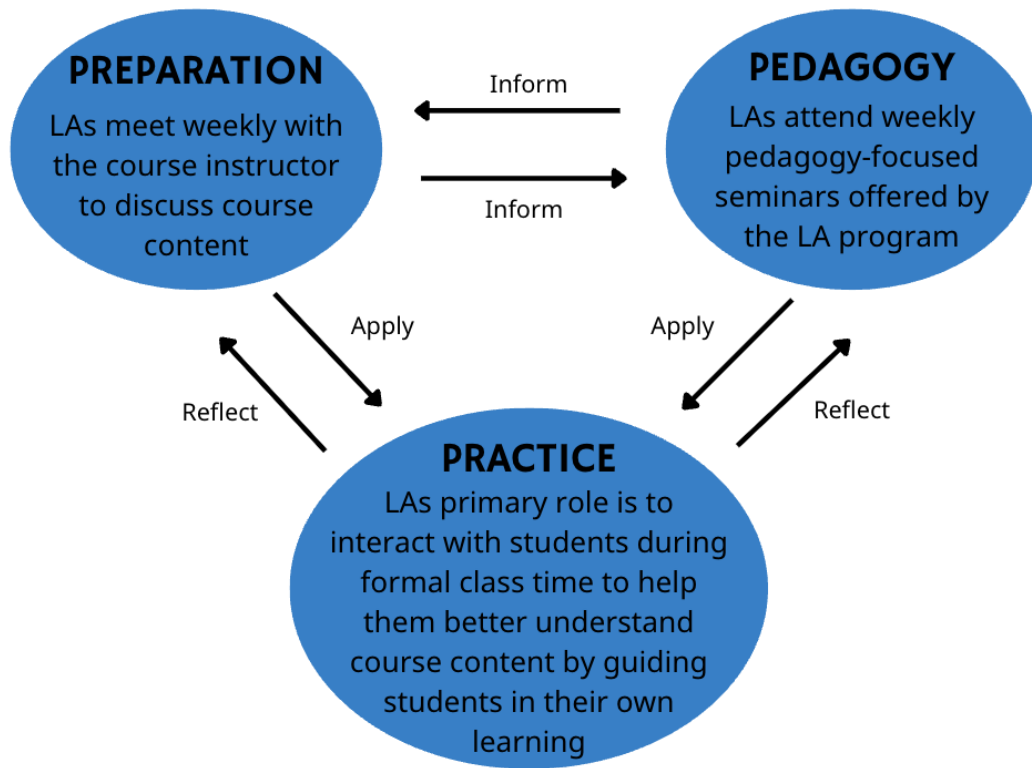 PREPARATION
LAs meet weekly with
the course instructor
to discuss course
content
Inform
Inform
PEDAGOGY
LAs attend weekly
pedagogy-focused
seminars offered by
the LA program
Apply
Reflect
Apply
Reflect
PRACTICE
LAs primary role is to
interact with students during
formal class time to help
them better understand
course content by guiding
students in their own
learning